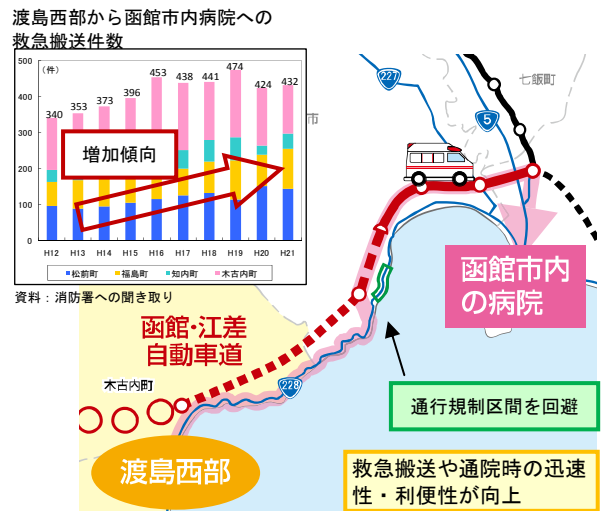 渡島西部から函館市内病院への
救急搬送件数
(件)
500
400
300
200
100
0
340
353
373
396
453
438
441
474
424
432
増加傾向
H12 H13 H14 H15 H16 H17 H18 H19 H20 H21
松前町 福島町 知内町 木古内町
資料：消防署への聞き取り
市
227
七飯町
5
函館市内
の病院
函館・江差
自動車道
木古内町
228
通行規制区間を回避
渡島西部
救急搬送や通院時の迅速
性・利便性が向上